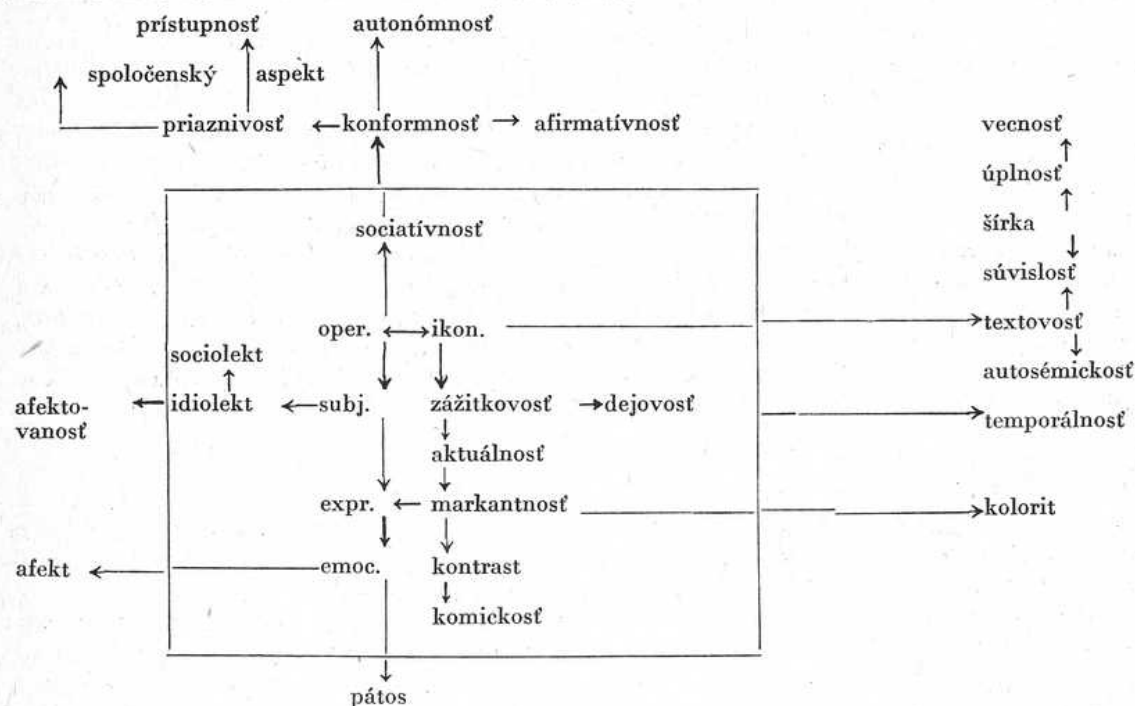 prístupnosť autonómnosť
spoločenský aspekt
priaznivosť konformnosť afirmatívnosť vecnosť
úplnosť
šírka
sociatívnosť
súvislosť
oper. ikon. textovosť
sociolekt
autosémickosť
afekto- idiolekt subj. zážitkovosť dejovosť
vanosť temporálnosť
aktuálnosť
expr. markantnosť kolorit
afekt emoc. kontrast
komickosť
pátos